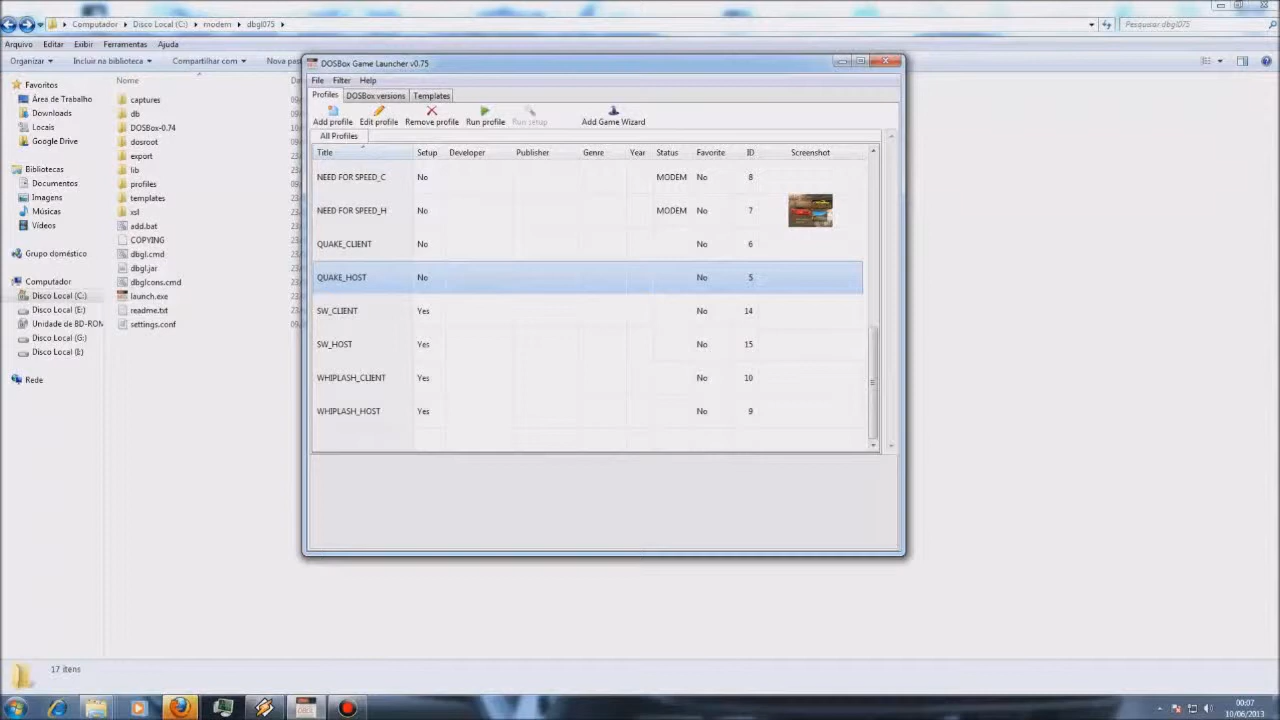 Computador ▸ Disco Local (C:) ▸ modem ▸ dbgl075 ▸
Pesquisar dbgl075
Arquivo Editar Exibir Ferramentas Ajuda
Organizar Incluir na biblioteca Compartilhar com Nova pas
Favoritos
Área de Trabalho
Downloads
Locais
Google Drive
Bibliotecas
Documentos
Imagens
Músicas
Vídeos
Grupo doméstico
Computador
Disco Local (C:)
Disco Local (E:)
Unidade de BD-ROM
Disco Local (G:)
Disco Local (I:)
Rede
Nome
captures
db
DOSBox-0.74
dosroot
export
lib
profiles
templates
xsl
add.bat
COPYING
dbgl.cmd
dbgl.jar
dbglcons.cmd
launch.exe
readme.txt
settings.conf
DOSBox Game Launcher v0.75
File Filter Help
Profiles DOSBox versions Templates
Add profile Edit profile Remove profile Run profile Run setup Add Game Wizard
All Profiles
Title Setup Developer Publisher Genre Year Status Favorite ID Screenshot
NEED FOR SPEED_C No MODEM No 8
NEED FOR SPEED_H No MODEM No 7
QUAKE_CLIENT No No 6
QUAKE_HOST No No 5
SW_CLIENT Yes No 14
SW_HOST Yes No 15
WHIPLASH_CLIENT Yes No 10
WHIPLASH_HOST Yes No 9
17 itens
00:07
10/06/2013